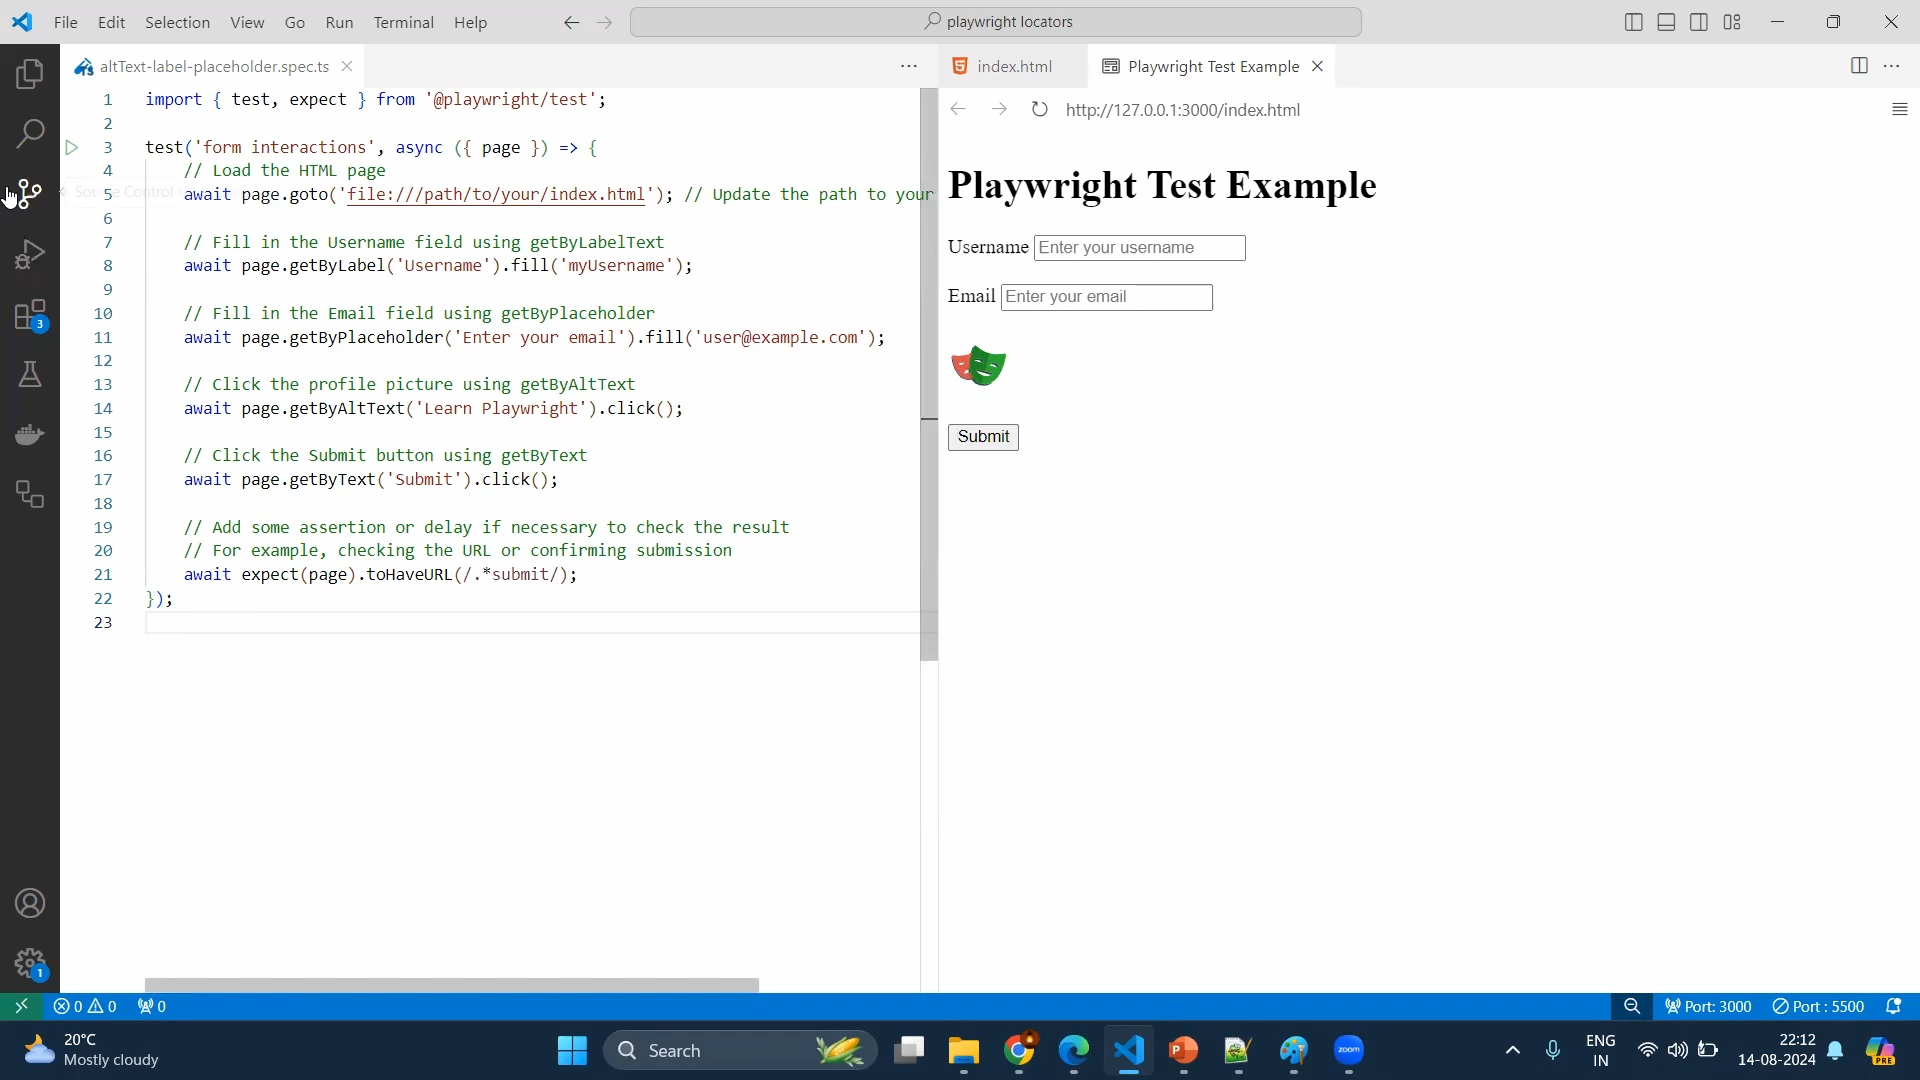 File Edit Selection View Go Run Terminal Help
playwright locators
altText-label-placeholder.spec.ts
index.html
Playwright Test Example
http://127.0.0.1:3000/index.html
1 import { test, expect } from '@playwright/test';
2
3 test('form interactions', async ({ page }) => {
4 // Load the HTML page
5 await page.goto('file:///path/to/your/index.html'); // Update the path to your
6
7 // Fill in the Username field using getByLabelText
8 await page.getByLabel('Username').fill('myUsername');
9
10 // Fill in the Email field using getByPlaceholder
11 await page.getByPlaceholder('Enter your email').fill('user@example.com');
12
13 // Click the profile picture using getByAltText
14 await page.getByAltText('Learn Playwright').click();
15
16 // Click the Submit button using getByText
17 await page.getByText('Submit').click();
18
19 // Add some assertion or delay if necessary to check the result
20 // For example, checking the URL or confirming submission
21 await expect(page).toHaveURL(/.*submit/);
22 });
23
Playwright Test Example
Username Enter your username
Email Enter your email
Submit
3
1
0 0 0
Port: 3000
Port : 5500
20°C
Mostly cloudy
Search
zoom
PRE
ENG
IN
22:12
14-08-2024